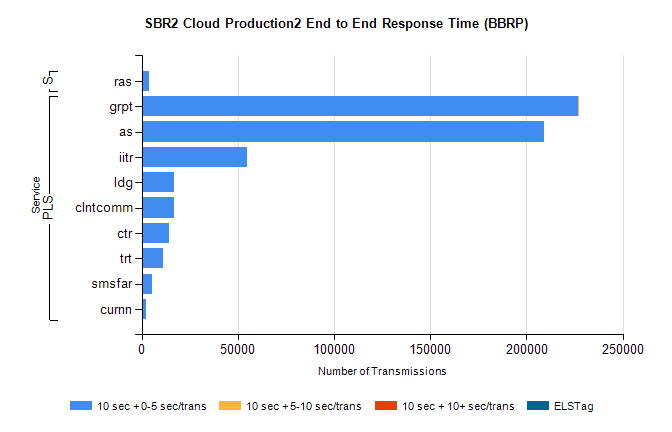 SBR2 Cloud Production2 End to End Response Time (BBRP)
ras
grpt
as
iitr
ldg
clntcomm
ctr
trt
smsfar
cumn
Service
PLS
0
50000
100000
150000
200000
250000
Number of Transmissions
10 sec +0-5 sec/trans
10 sec +5-10 sec/trans
10 sec + 10+ sec/trans
ELSTag